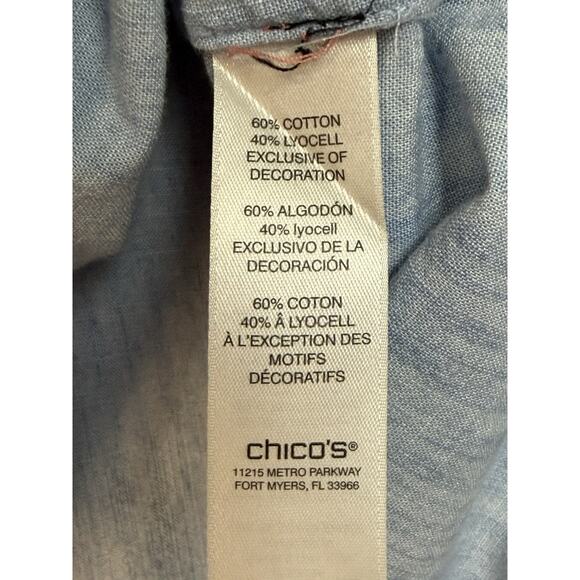 60% COTTON
40% LYOCELL
EXCLUSIVE OF
DECORATION
60% ALGODÓN
40% lyocell
EXCLUSIVO DE LA
DECORACIÓN
60% COTON
40% Â LYOCELL
À L'EXCEPTION DES
MOTIFS
DÉCORATIFS
chico's®
11215 METRO PARKWAY
FORT MYERS, FL 33966